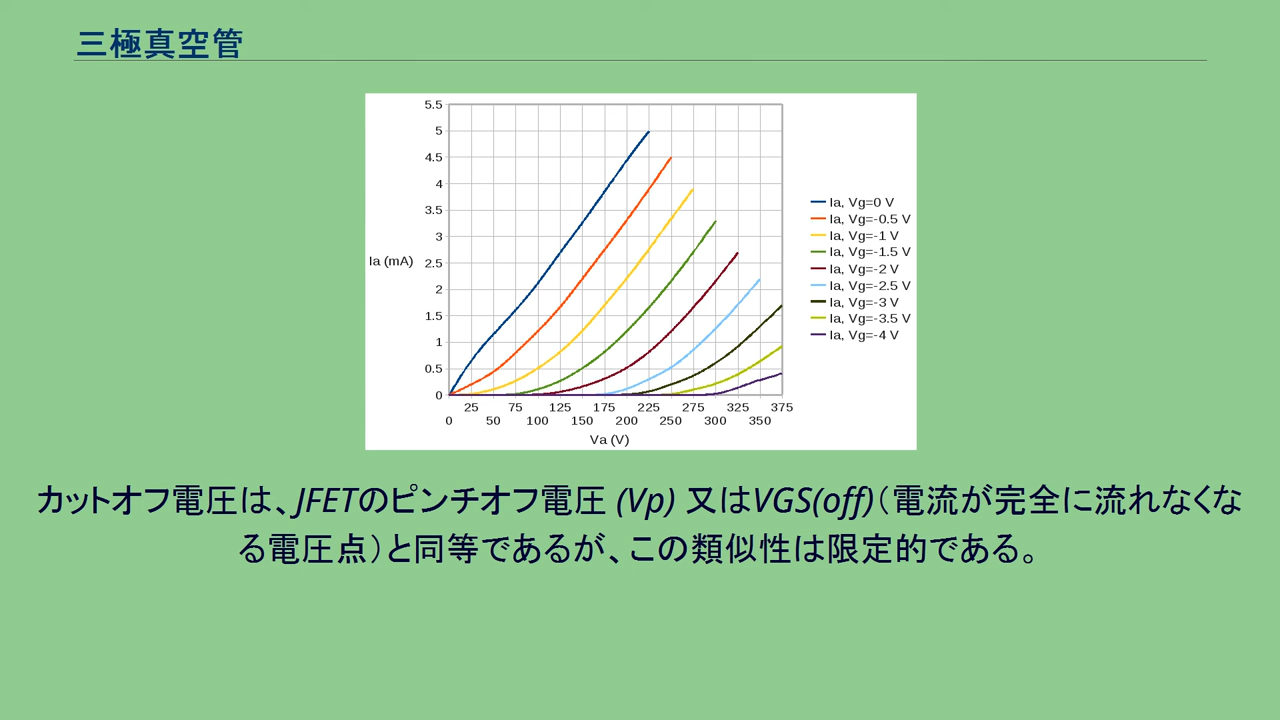 三極真空管
5.5
5
4.5
4
3.5
3
2.5
2
1.5
1
0.5
0
Ia (mA)
25 75 125 175 225 275 325 375
0 50 100 150 200 250 300 350
Va (V)
Ia, Vg=0 V
Ia, Vg=-0.5 V
Ia, Vg=-1 V
Ia, Vg=-1.5 V
Ia, Vg=-2 V
Ia, Vg=-2.5 V
Ia, Vg=-3 V
Ia, Vg=-3.5 V
Ia, Vg=-4 V
カットオフ電圧は、JFETのピンチオフ電圧 (Vp) 又はVGS(off)（電流が完全に流れなくな
る電圧点）と同等であるが、この類似性は限定的である。